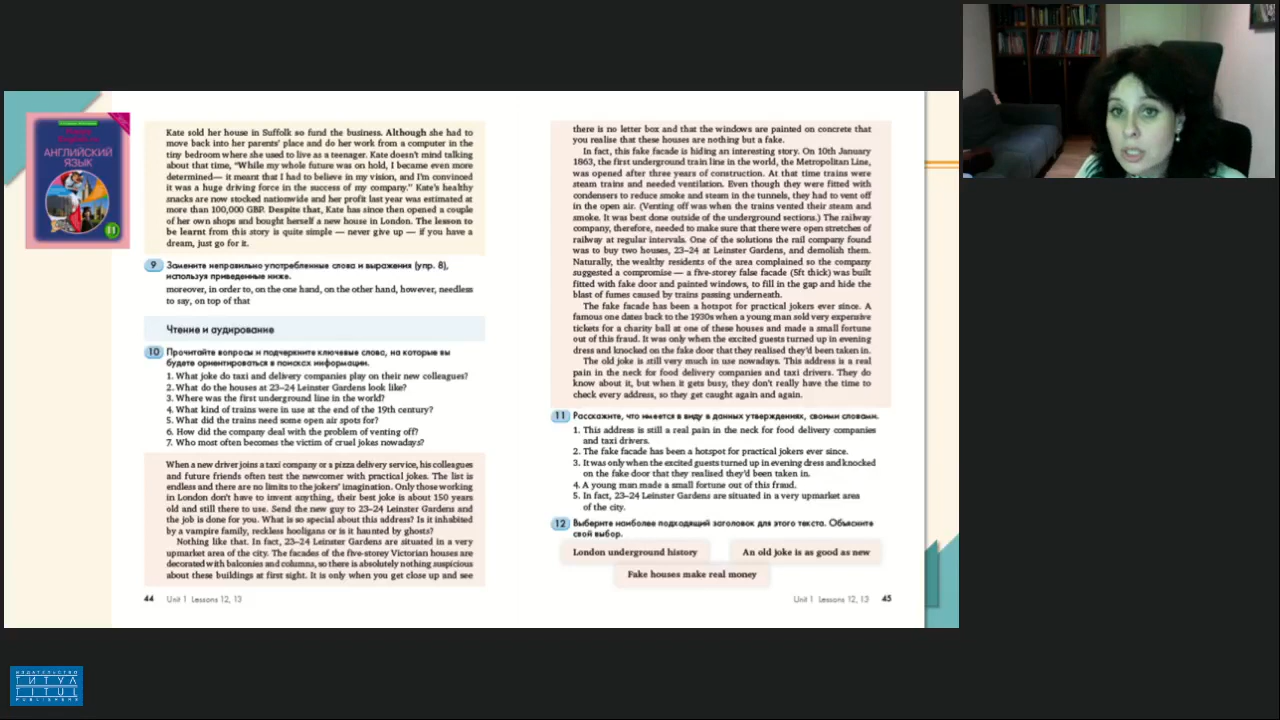 АНГЛИЙСКИЙ
ЯЗЫК
11
Kate sold her house in Suffolk so fund the business. Although she had to
move back into her parents' place and do her work from a computer in the
tiny bedroom where she used to live as a teenager. Kate doesn't mind talking
about that time, "While my whole future was on hold, I became even more
determined— it meant that I had to believe in my vision, and I'm convinced
it was a huge driving force in the success of my company." Kate's healthy
snacks are now stocked nationwide and her profit last year was estimated at
more than 100,000 GBP. Despite that, Kate has since then opened a couple
of her own shops and bought herself a new house in London. The lesson to
be learnt from this story is quite simple — never give up — if you have a
dream, just go for it.
9 Замените неправильно употребленные слова и выражения (упр. 8),
используя приведенные ниже.
moreover, in order to, on the one hand, on the other hand, however, needless
to say, on top of that
Чтение и аудирование
10 Прочитайте вопросы и подчеркните ключевые слова, на которые вы
будете ориентироваться в поисках информации.
1. What joke do taxi and delivery companies play on their new colleagues?
2. What do the houses at 23–24 Leinster Gardens look like?
3. Where was the first underground line in the world?
4. What kind of trains were in use at the end of the 19th century?
5. What did the trains need some open air spots for?
6. How did the company deal with the problem of venting off?
7. Who most often becomes the victim of cruel jokes nowadays?
When a new driver joins a taxi company or a pizza delivery service, his colleagues
and future friends often test the newcomer with practical jokes. The list is
endless and there are no limits to the jokers' imagination. Only those working
in London don't have to invent anything, their best joke is about 150 years
old and still there to use. Send the new guy to 23–24 Leinster Gardens and
the job is done for you. What is so special about this address? Is it inhabited
by a vampire family, reckless hooligans or is it haunted by ghosts?
Nothing like that. In fact, 23–24 Leinster Gardens are situated in a very
upmarket area of the city. The facades of the five-storey Victorian houses are
decorated with balconies and columns, so there is absolutely nothing suspicious
about these buildings at first sight. It is only when you get close up and see
44 Unit 1 Lessons 12, 13
there is no letter box and that the windows are painted on concrete that
you realise that these houses are nothing but a fake.
In fact, this fake facade is hiding an interesting story. On 10th January
1863, the first underground train line in the world, the Metropolitan Line,
was opened after three years of construction. At that time trains were
steam trains and needed ventilation. Even though they were fitted with
condensers to reduce smoke and steam in the tunnels, they had to vent off
in the open air. (Venting off was when the trains vented their steam and
smoke. It was best done outside of the underground sections.) The railway
company, therefore, needed to make sure that there were open stretches of
railway at regular intervals. One of the solutions the rail company found
was to buy two houses, 23–24 at Leinster Gardens, and demolish them.
Naturally, the wealthy residents of the area complained so the company
suggested a compromise — a five-storey false facade (5ft thick) was built
fitted with fake door and painted windows, to fill in the gap and hide the
blast of fumes caused by trains passing underneath.
The fake facade has been a hotspot for practical jokers ever since. A
famous one dates back to the 1930s when a young man sold very expensive
tickets for a charity ball at one of these houses and made a small fortune
out of this fraud. It was only when the excited guests turned up in evening
dress and knocked on the fake door that they realised they'd been taken in.
The old joke is still very much in use nowadays. This address is a real
pain in the neck for food delivery companies and taxi drivers. They do
know about it, but when it gets busy, they don't really have the time to
check every address, so they get caught again and again.
11 Расскажите, что имеется в виду в данных утверждениях, своими словами.
1. This address is still a real pain in the neck for food delivery companies
and taxi drivers.
2. The fake facade has been a hotspot for practical jokers ever since.
3. It was only when the excited guests turned up in evening dress and knocked
on the fake door that they realised they'd been taken in.
4. A young man made a small fortune out of this fraud.
5. In fact, 23–24 Leinster Gardens are situated in a very upmarket area
of the city.
12 Выберите наиболее подходящий заголовок для этого текста. Объясните
свой выбор.
London underground history
An old joke is as good as new
Fake houses make real money
Unit 1 Lessons 12, 13 45
ИЗДАТЕЛЬСТВО
ТИТУЛ
TITUL
PUBLISHERS